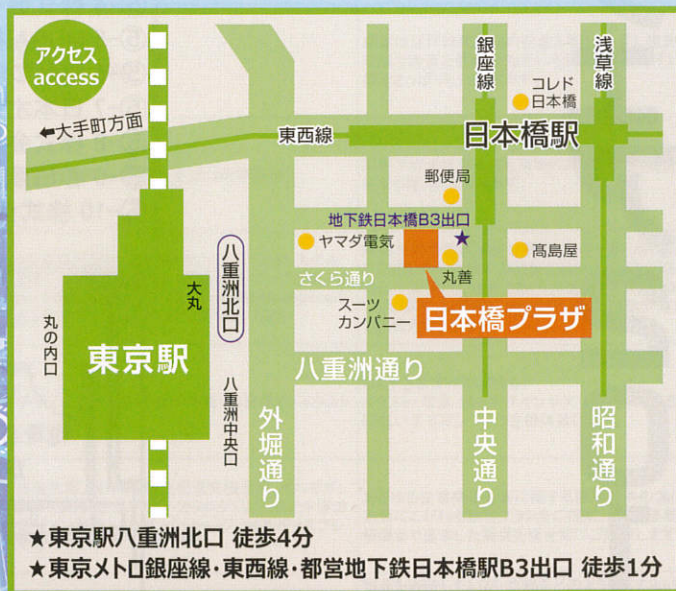 アクセス
access
←大手町方面
東西線
銀座線
浅草線
コレド
日本橋
日本橋駅
郵便局
地下鉄日本橋B3出口
★
ヤマダ電気
丸善
髙島屋
さくら通り
スーツ
カンパニー
日本橋プラザ
八重洲北口
大丸
丸の内口
東京駅
八重洲中央口
八重洲通り
外堀通り
中央通り
昭和通り
★東京駅八重洲北口 徒歩4分
★東京メトロ銀座線・東西線・都営地下鉄日本橋駅B3出口 徒歩1分